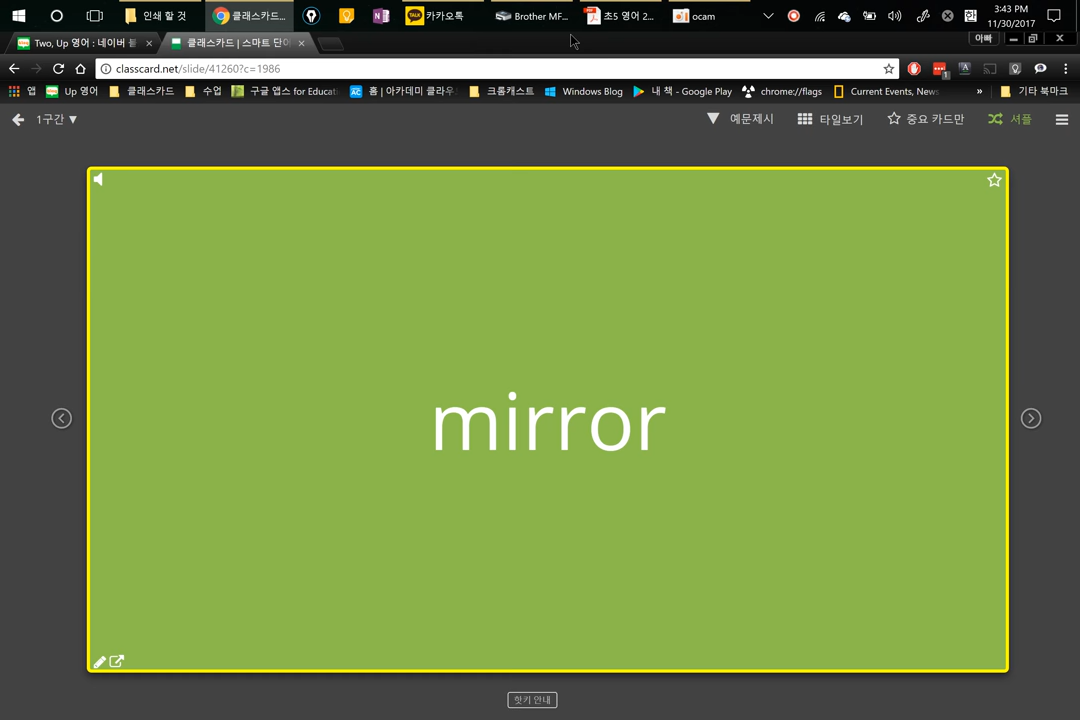 인쇄 할 것
클래스카드...
카카오톡
Brother MF...
초5 영어 2...
ocam
한
3:43 PM
11/30/2017
Two, Up 영어 : 네이버 블
클래스카드 | 스마트 단어
아빠
classcard.net/slide/41260?c=1986
앱
Up 영어
클래스카드
수업
구글 앱스 for Educati
홈 | 아카데미 클라우
크롬캐스트
Windows Blog
내 책 - Google Play
chrome://flags
Current Events, News
»
기타 북마크
1구간 ▼
▼ 예문제시
타일보기
중요 카드만
셔플
mirror
핫키 안내